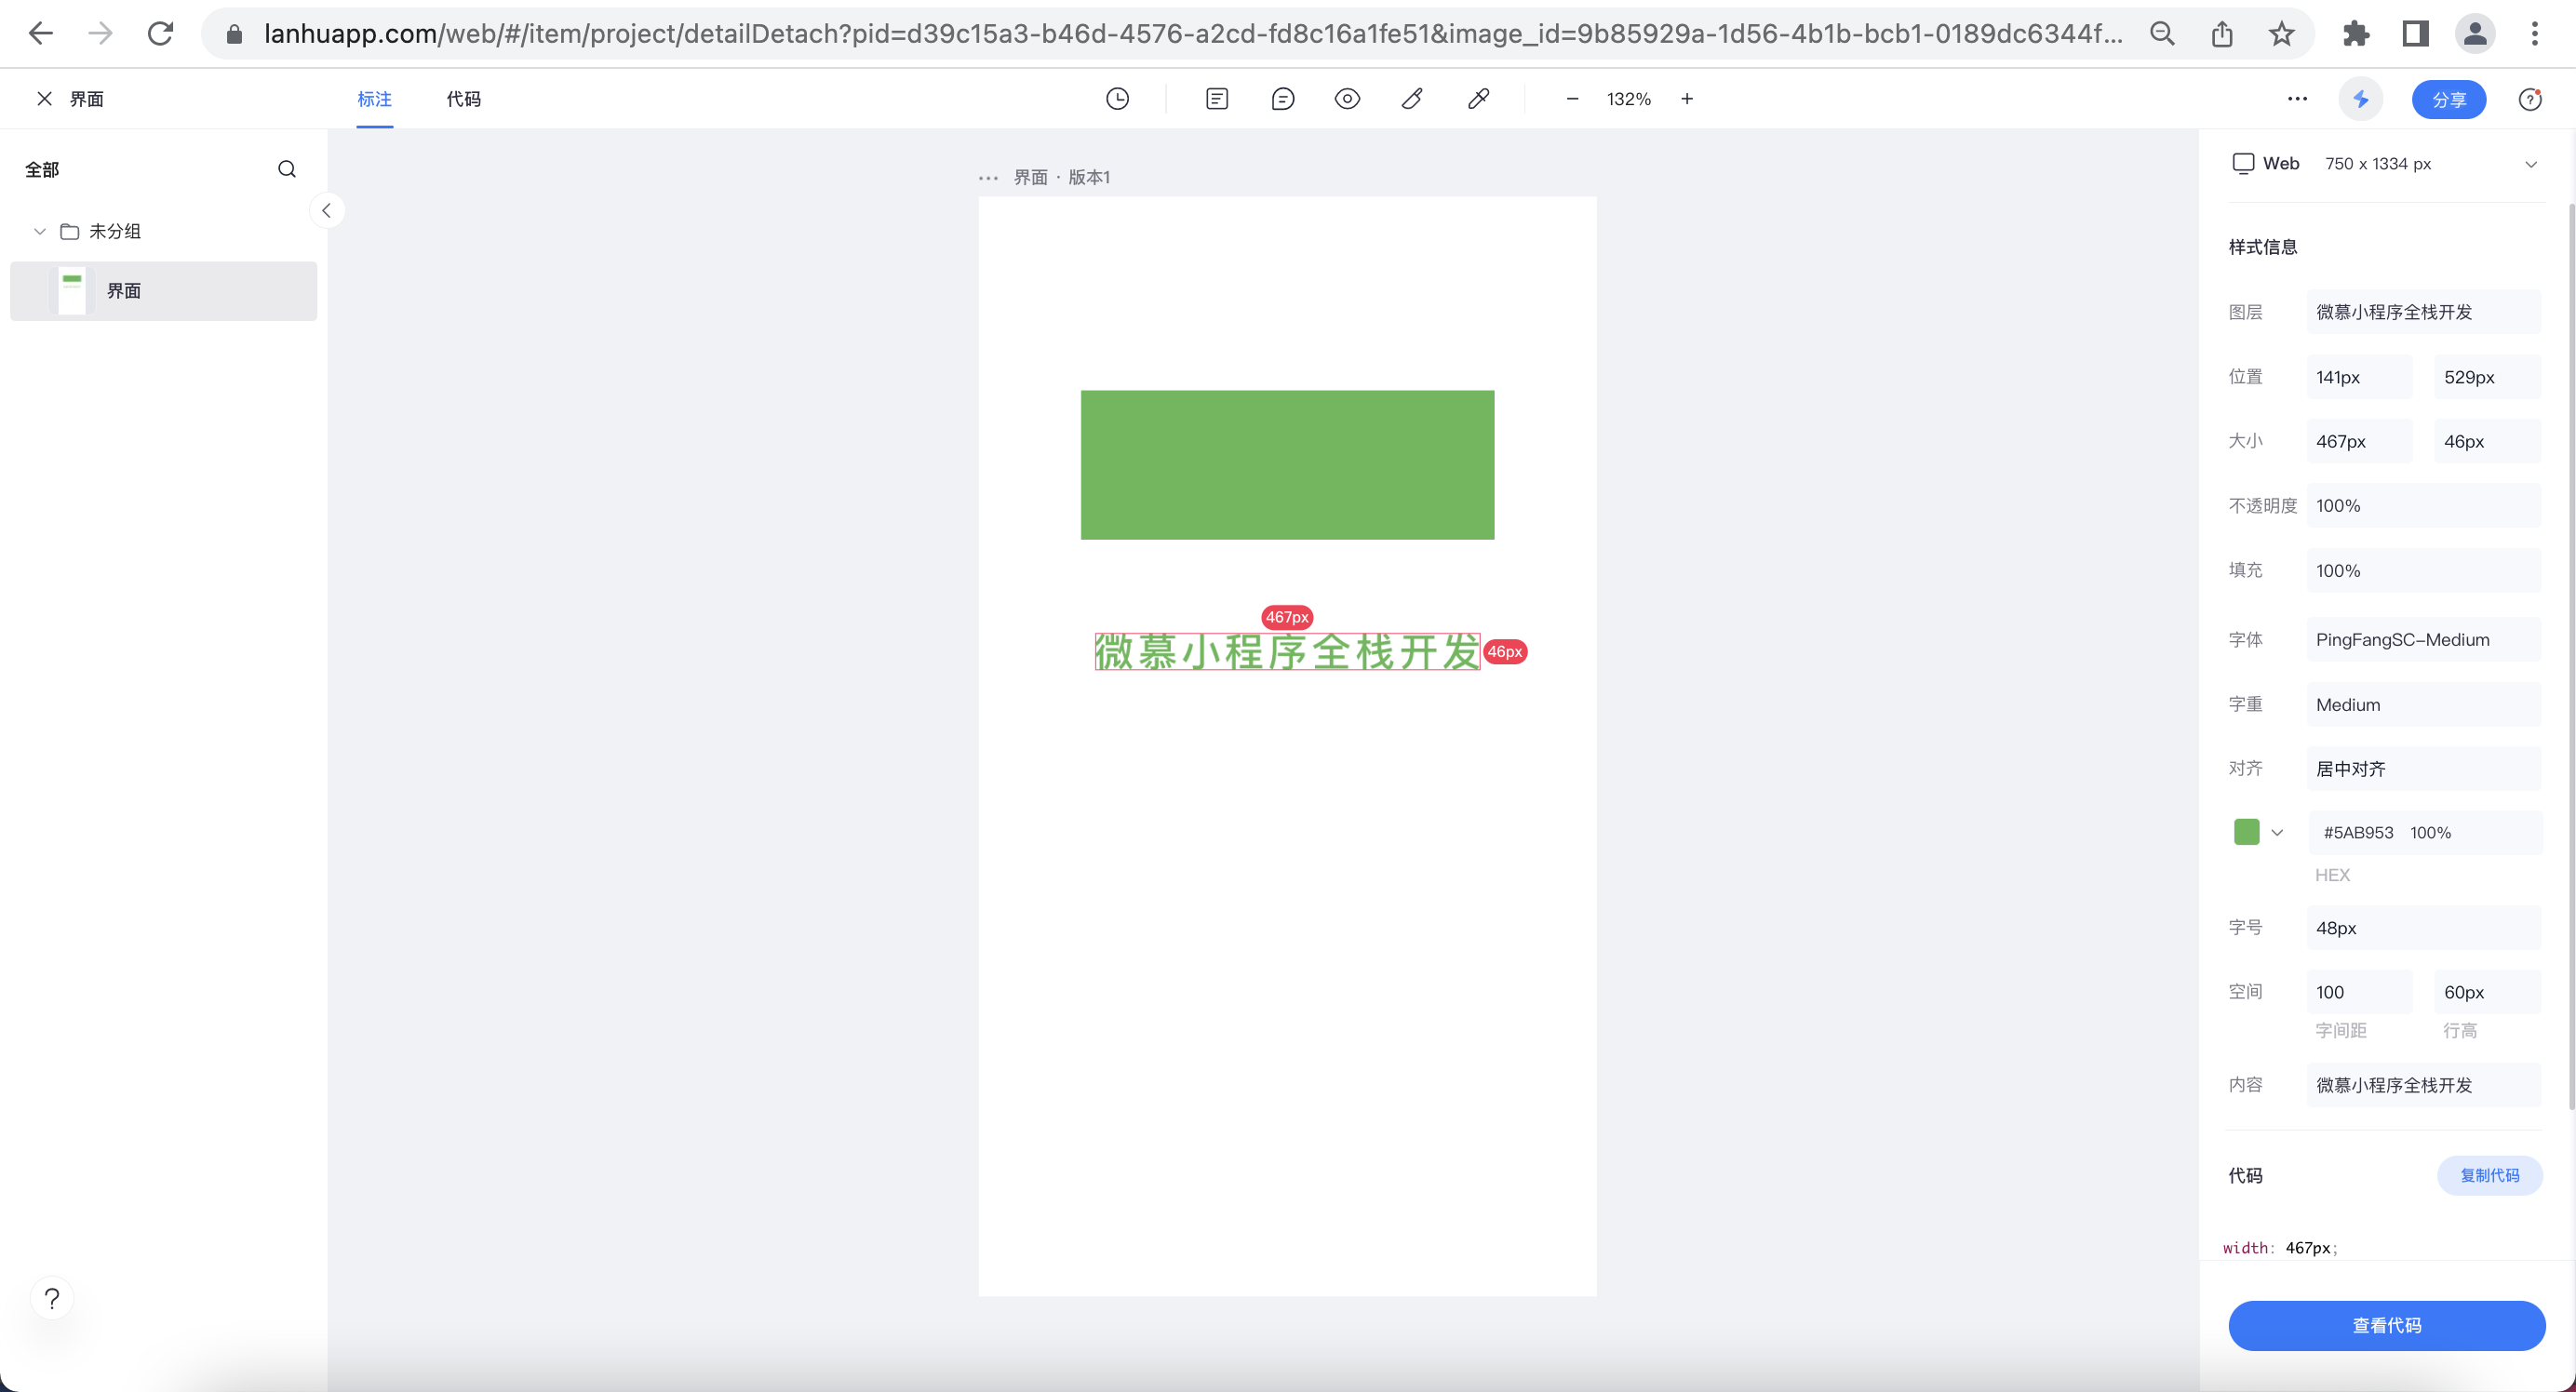 lanhuapp.com/web/#/item/project/detailDetach?pid=d39c15a3-b46d-4576-a2cd-fd8c16a1fe51&image_id=9b85929a-1d56-4b1b-bcb1-0189dc6344f...
界面
标注
代码
132%
分享
全部
未分组
界面
界面 · 版本1
467px
微慕小程序全栈开发
46px
Web 750 x 1334 px
样式信息
图层 微慕小程序全栈开发
位置 141px 529px
大小 467px 46px
不透明度 100%
填充 100%
字体 PingFangSC-Medium
字重 Medium
对齐 居中对齐
#5AB953 100%
HEX
字号 48px
空间 100 60px
字间距 行高
内容 微慕小程序全栈开发
代码 复制代码
width: 467px;
查看代码